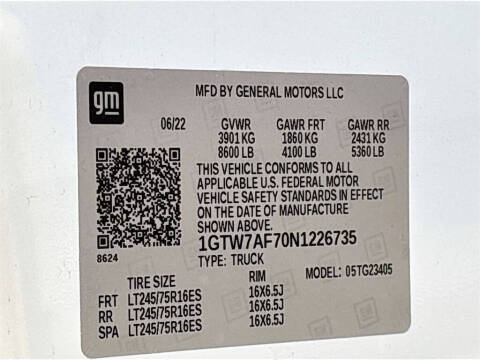 gm
MFD BY GENERAL MOTORS LLC
06/22 GVWR GAWR FRT GAWR RR
3901 KG 1860 KG 2431 KG
8600 LB 4100 LB 5360 LB
THIS VEHICLE CONFORMS TO ALL
APPLICABLE U.S. FEDERAL MOTOR
VEHICLE SAFETY STANDARDS IN EFFECT
ON THE DATE OF MANUFACTURE
SHOWN ABOVE.
8624
1GTW7AF70N1226735
TYPE: TRUCK MODEL: 05TG23405
TIRE SIZE RIM
FRT LT245/75R16ES 16X6.5J
RR LT245/75R16ES 16X6.5J
SPA LT245/75R16ES 16X6.5J